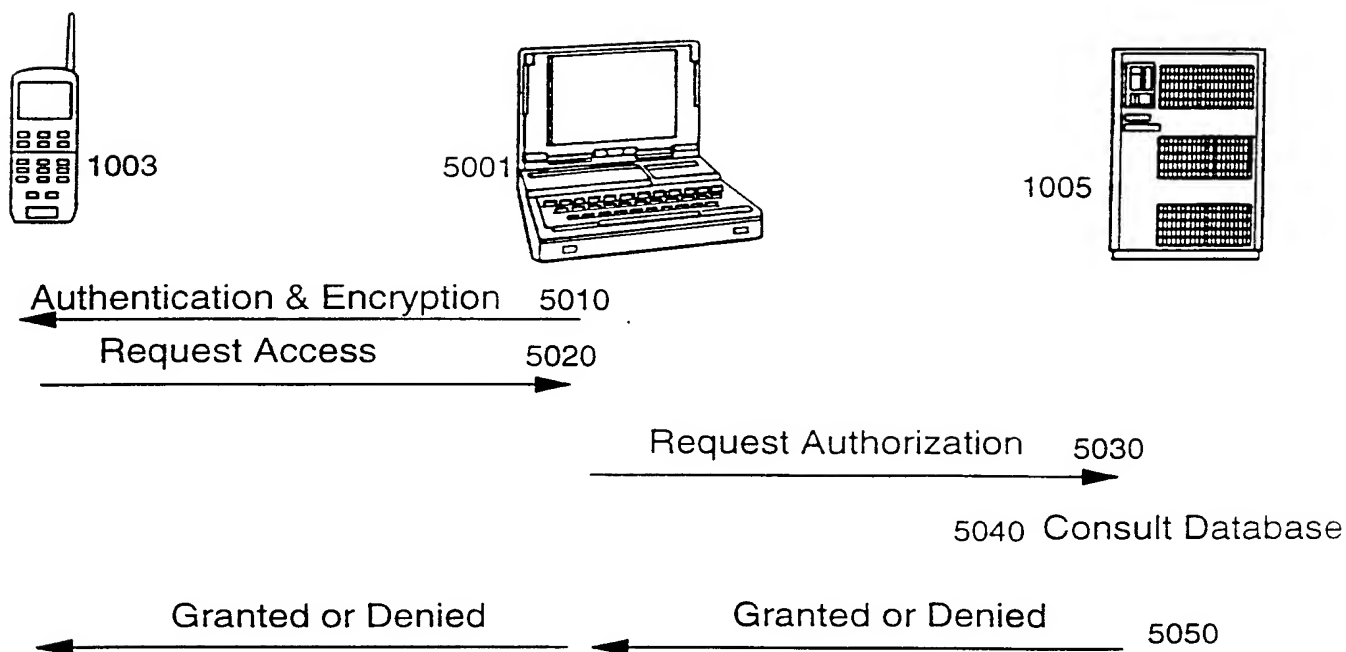 1003
5001
1005
Authentication & Encryption 5010
Request Access 5020
Request Authorization 5030
5040 Consult Database
Granted or Denied Granted or Denied 5050